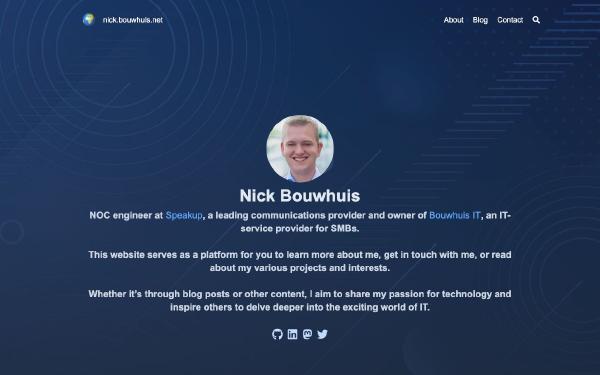 nick.bouwhuis.net
About Blog Contact
Nick Bouwhuis
NOC engineer at Speakup, a leading communications provider and owner of Bouwhuis IT, an IT-
service provider for SMBs.
This website serves as a platform for you to learn more about me, get in touch with me, or read
about my various projects and interests.
Whether it's through blog posts or other content, I aim to share my passion for technology and
inspire others to delve deeper into the exciting world of IT.